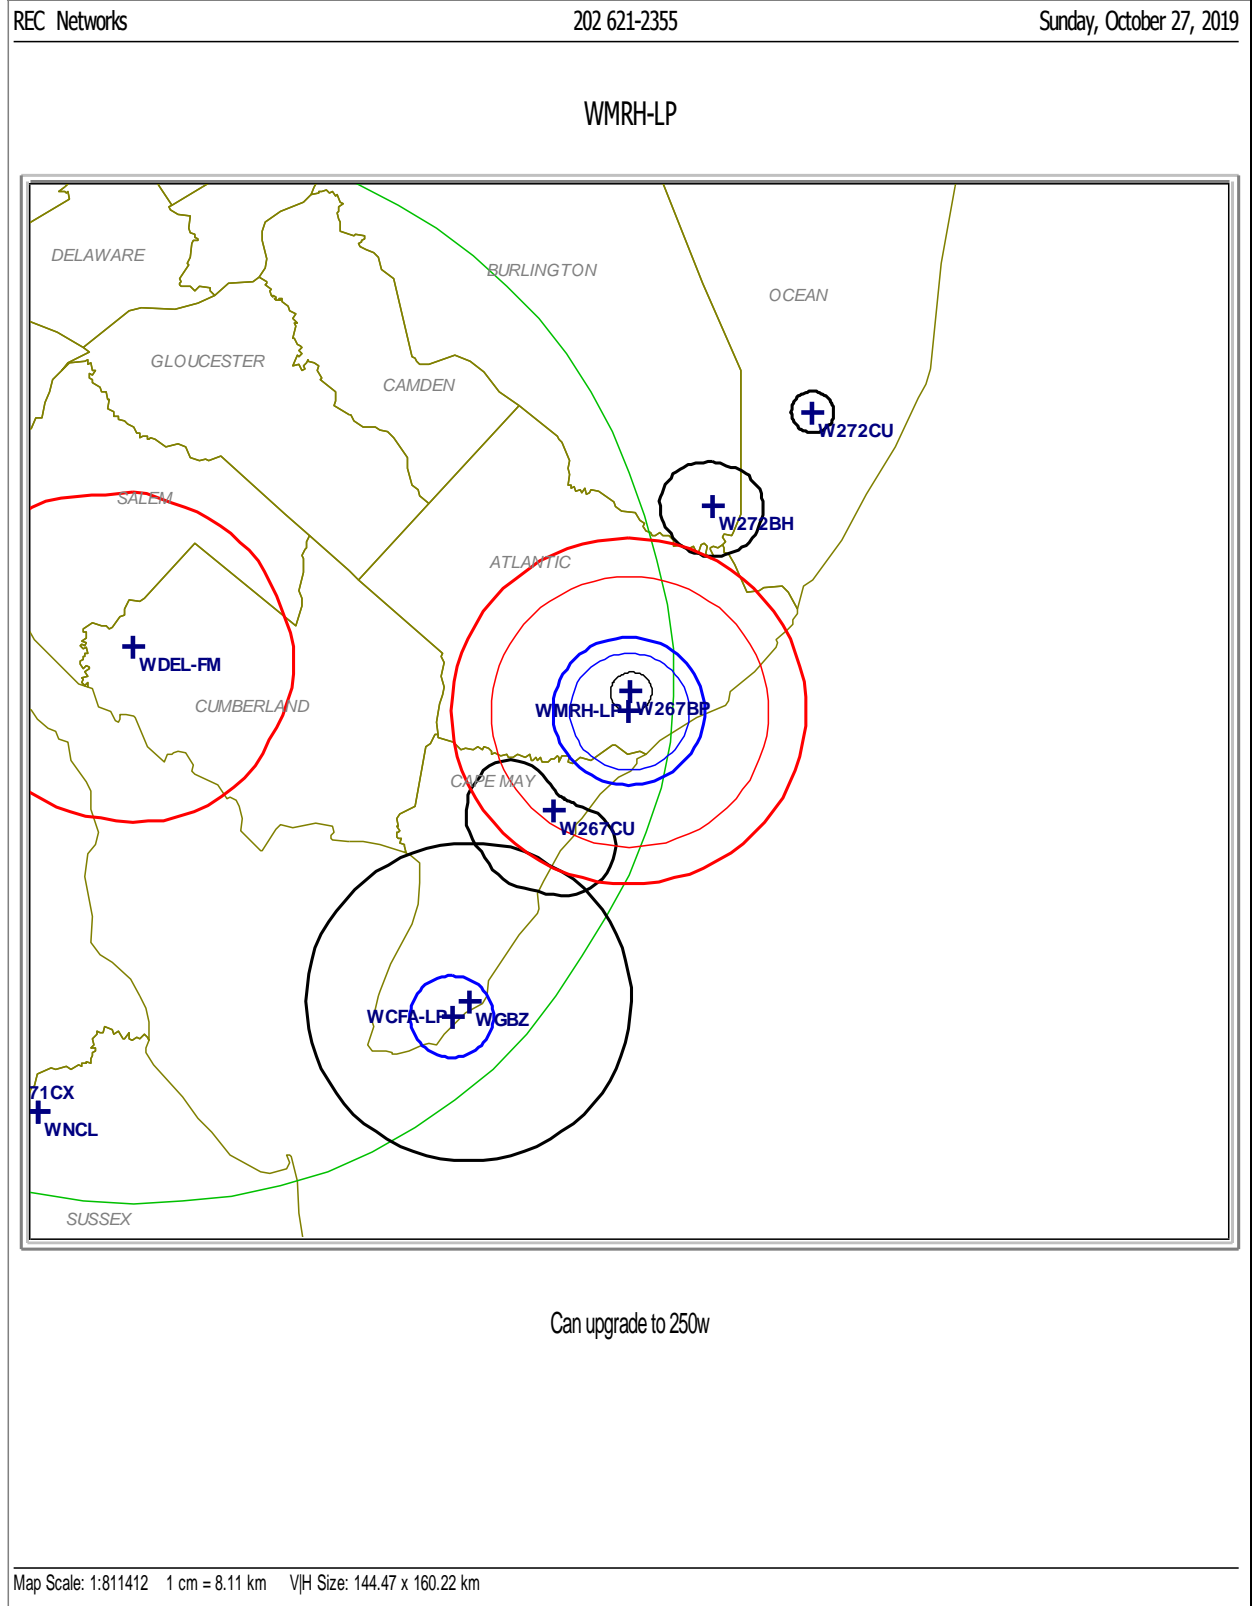 REC Networks 202 621-2355 Sunday, October 27, 2019
WMRH-LP
DELAWARE
BURLINGTON
OCEAN
GLOUCESTER
CAMDEN
W272CU
SALEM
W272BH
ATLANTIC
WDEL-FM
CUMBERLAND
WMRH-LP
W267BP
CAPE MAY
W267CU
WCFA-LP
WGBZ
71CX
WNCL
SUSSEX
Can upgrade to 250w
Map Scale: 1:811412 1 cm = 8.11 km V|H Size: 144.47 x 160.22 km